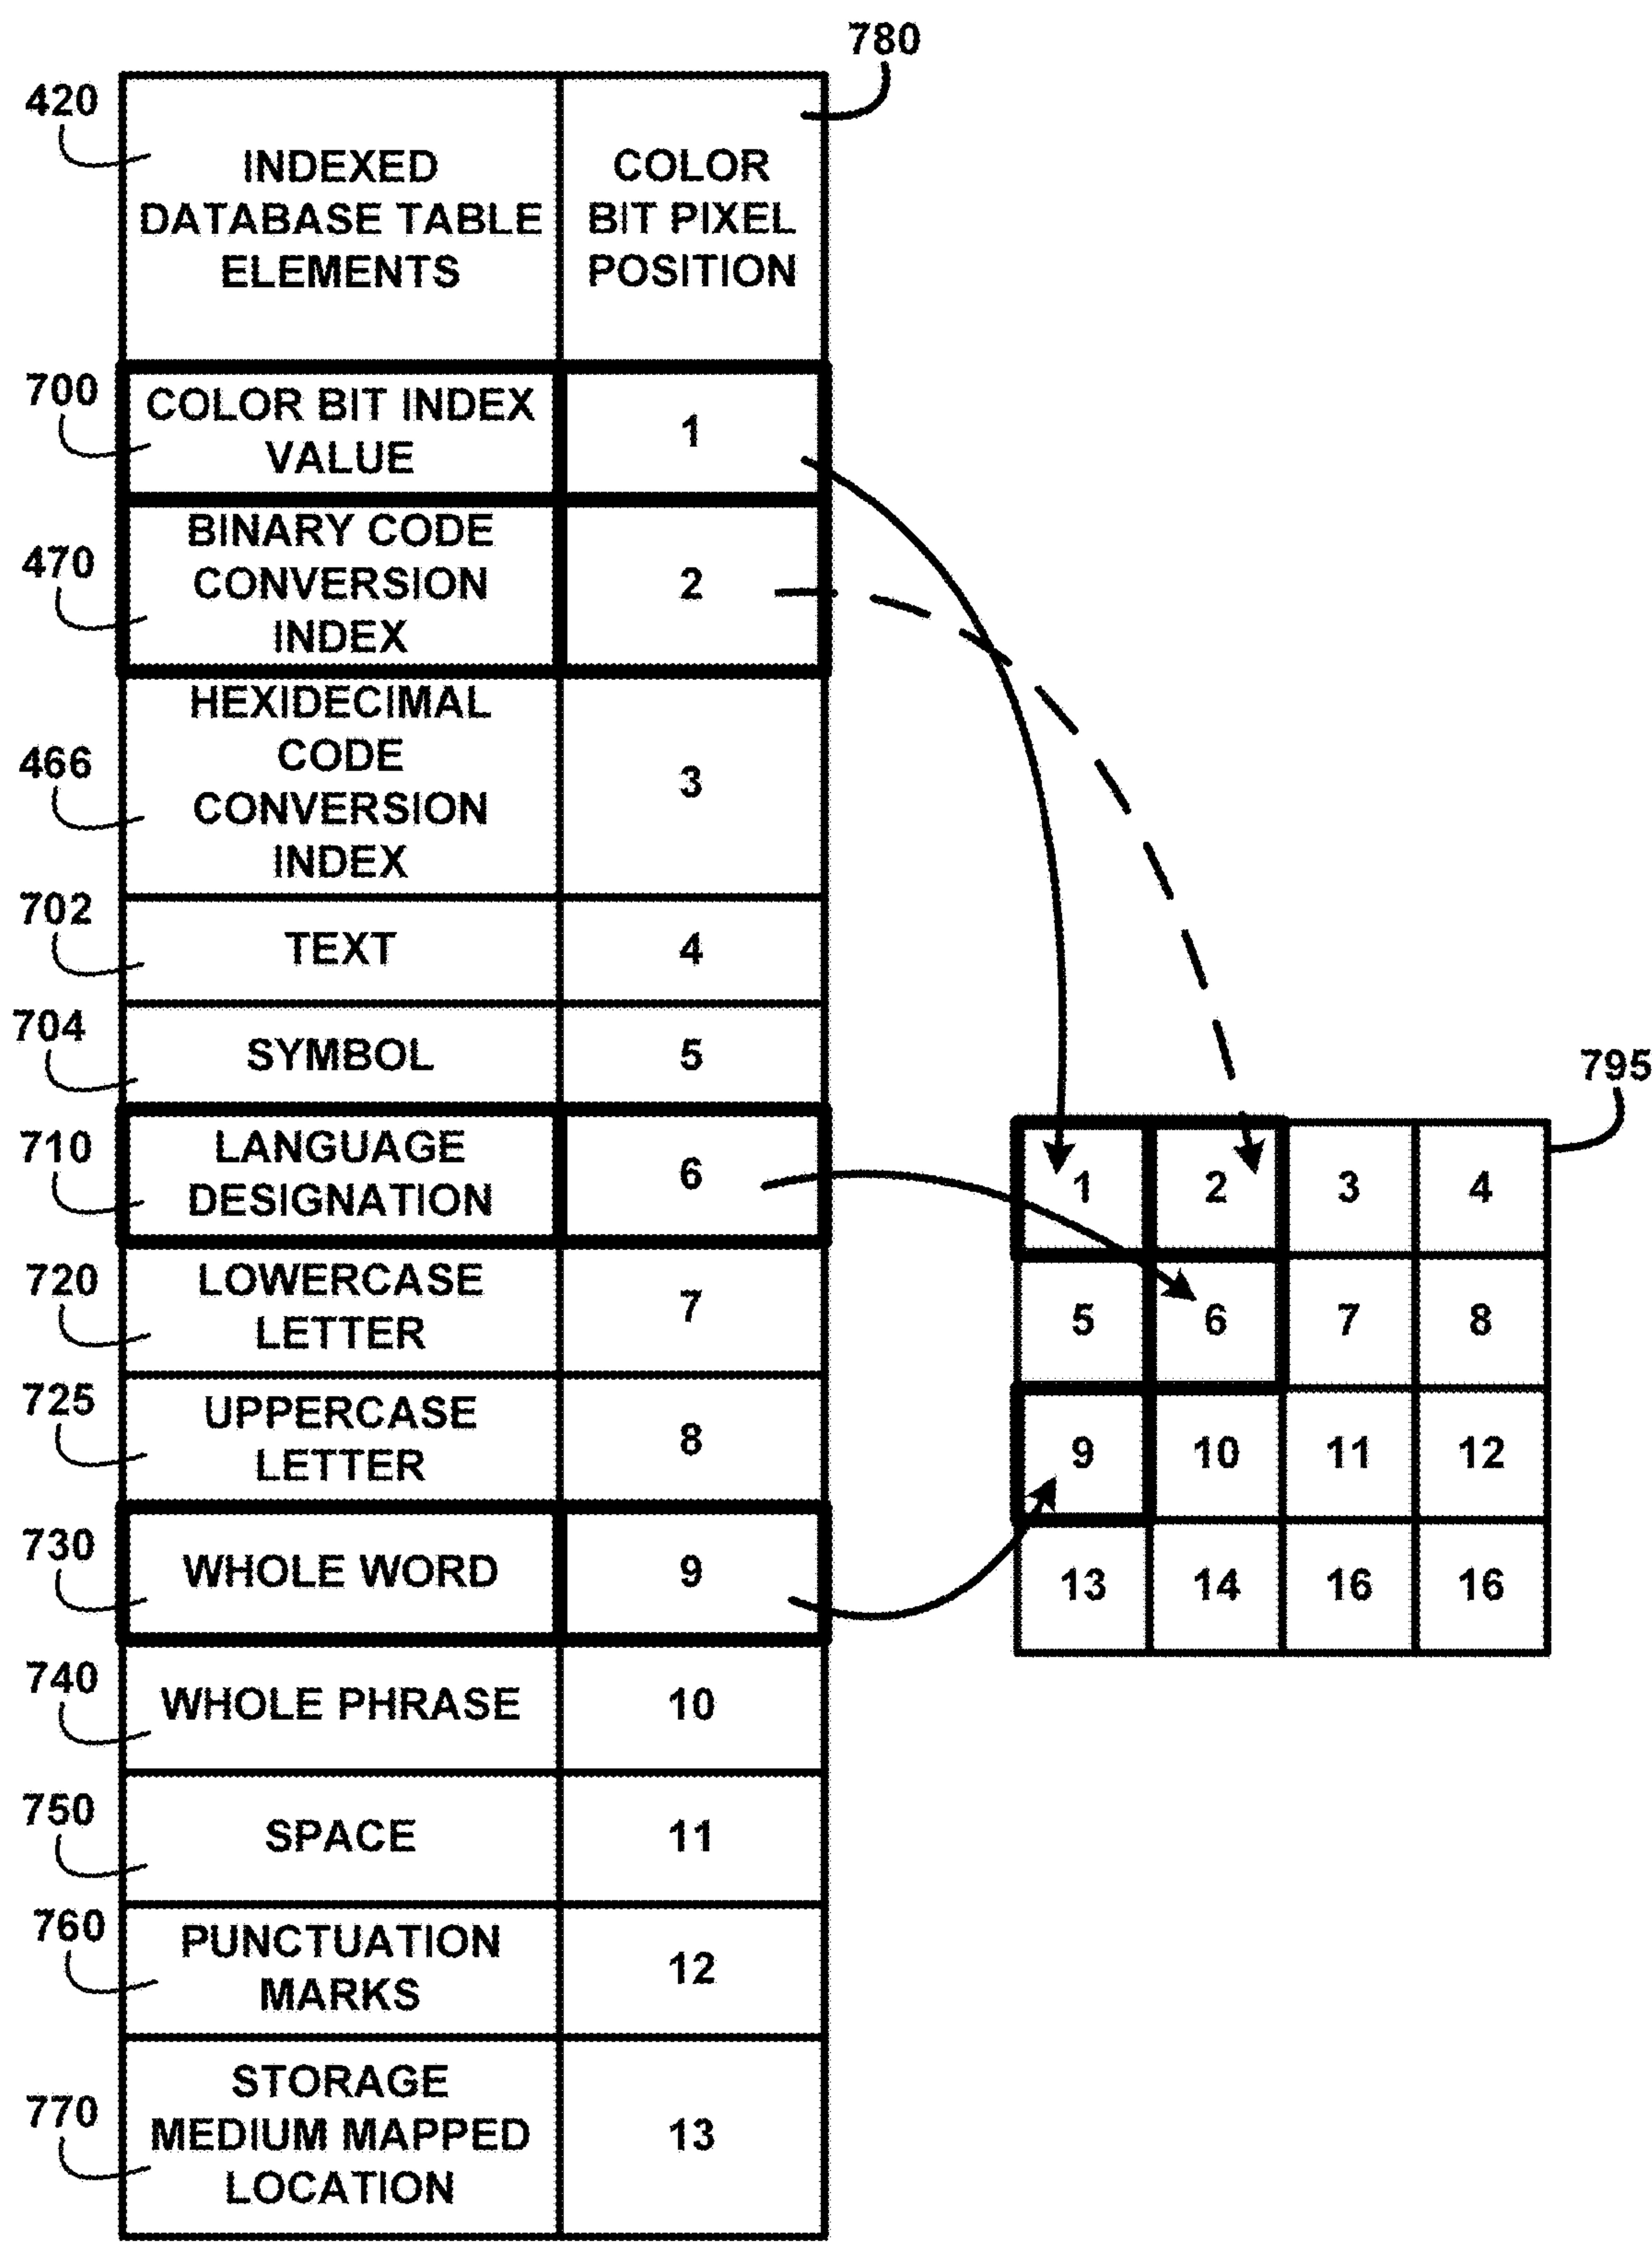 780
420
INDEXED
DATABASE TABLE
ELEMENTS
COLOR
BIT PIXEL
POSITION
700
COLOR BIT INDEX
VALUE
1
470
BINARY CODE
CONVERSION
INDEX
2
466
HEXIDECIMAL
CODE
CONVERSION
INDEX
3
702
TEXT
4
704
SYMBOL
5
710
LANGUAGE
DESIGNATION
6
720
LOWERCASE
LETTER
7
725
UPPERCASE
LETTER
8
730
WHOLE WORD
9
740
WHOLE PHRASE
10
750
SPACE
11
760
PUNCTUATION
MARKS
12
770
STORAGE
MEDIUM MAPPED
LOCATION
13
795
1 2 3 4
5 6 7 8
9 10 11 12
13 14 16 16